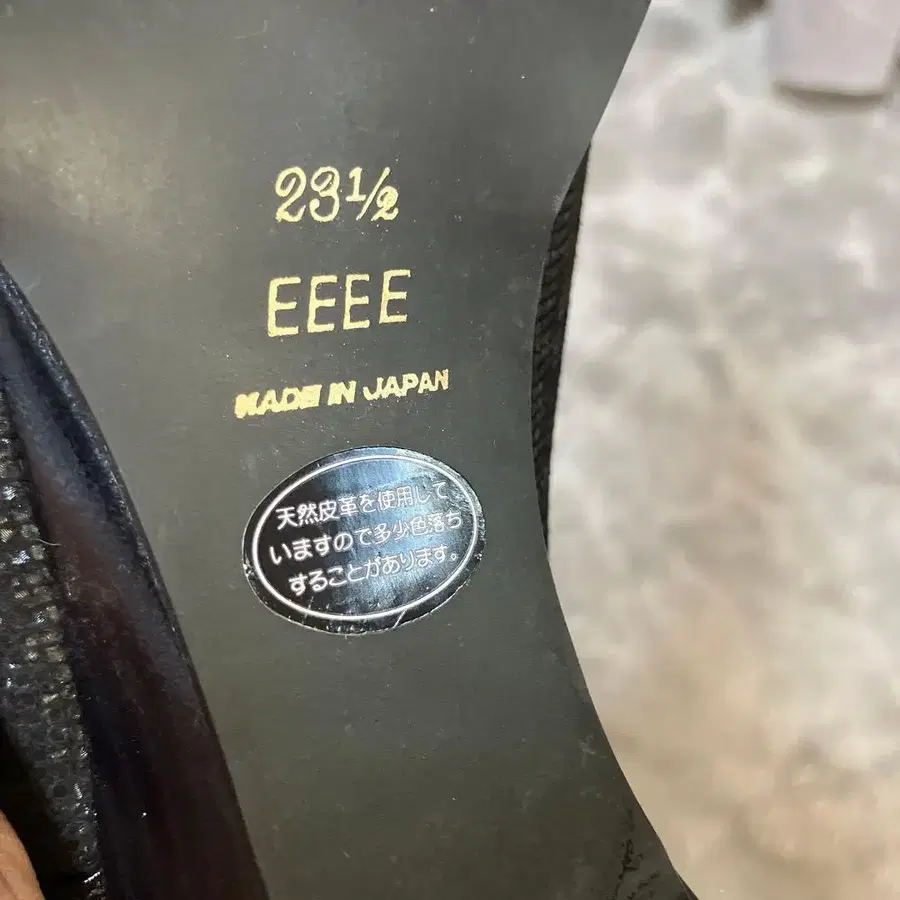 23½
EEEE
MADE IN JAPAN
天然皮革を使用して
いますので多少色落ち
することがあります。